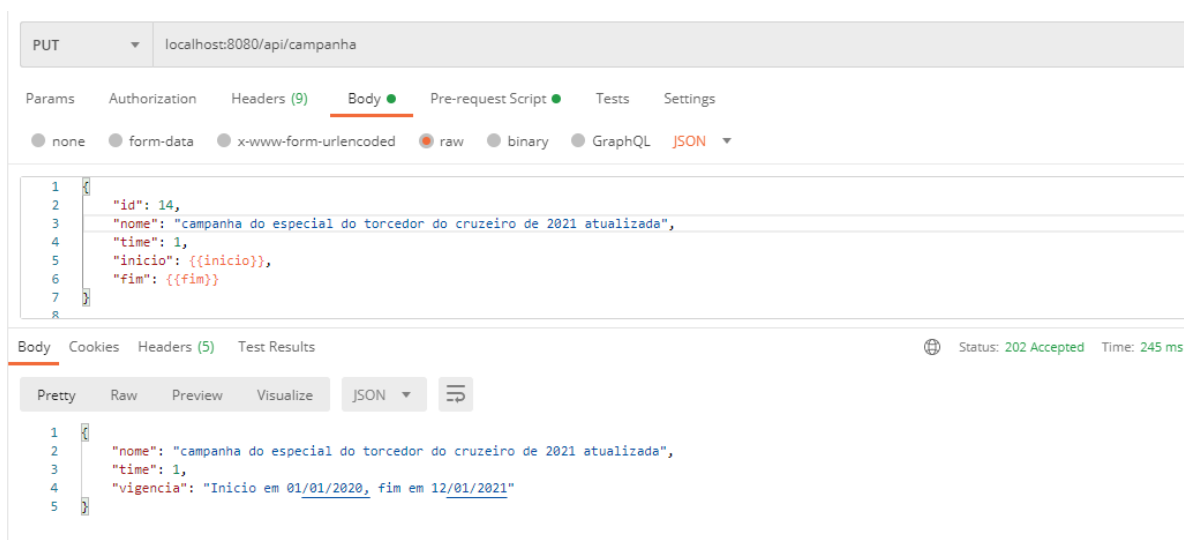 PUT localhost:8080/api/campanha
Params Authorization Headers (9) Body Pre-request Script Tests Settings
none form-data x-www-form-urlencoded raw binary GraphQL JSON
1 {
2 "id": 14,
3 "nome": "campanha do especial do torcedor do cruzeiro de 2021 atualizada",
4 "time": 1,
5 "inicio": {{inicio}},
6 "fim": {{fim}}
7 }
8
Body Cookies Headers (5) Test Results Status: 202 Accepted Time: 245 ms
Pretty Raw Preview Visualize JSON
1 {
2 "nome": "campanha do especial do torcedor do cruzeiro de 2021 atualizada",
3 "time": 1,
4 "vigencia": "Inicio em 01/01/2020, fim em 12/01/2021"
5 }